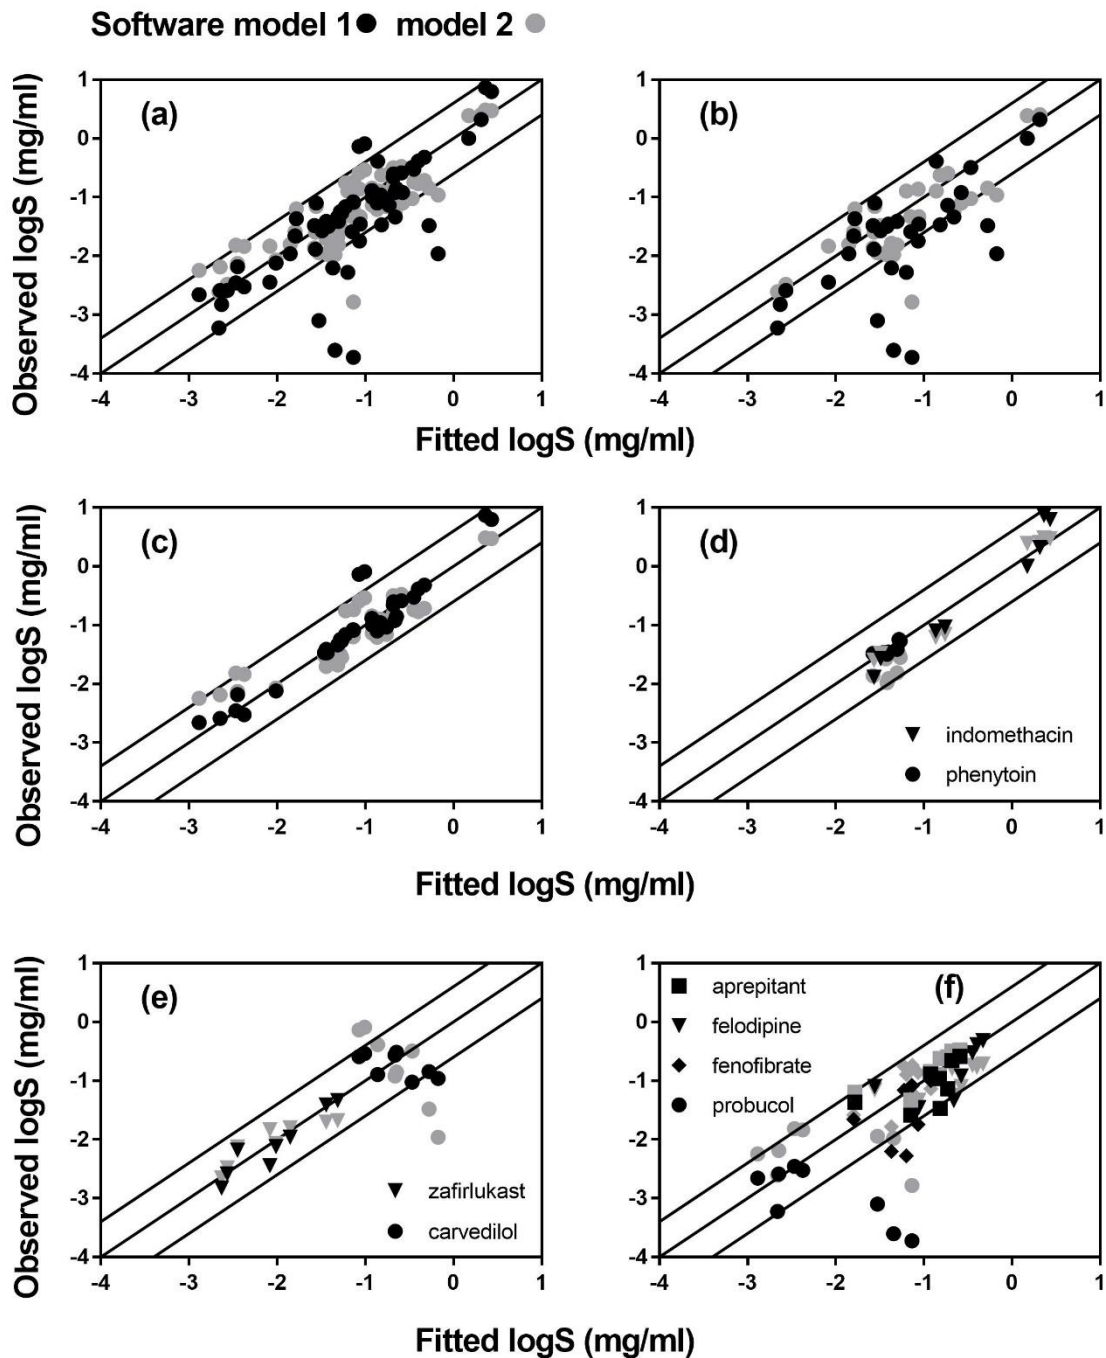 Software model 1 model 2
Observed logS (mg/ml)
(a)
1
0
-1
-2
-3
-4
-4 -3 -2 -1 0 1
(b)
1
0
-1
-2
-3
-4
-4 -3 -2 -1 0 1
Fitted logS (mg/ml)
Observed logS (mg/ml)
(c)
1
0
-1
-2
-3
-4
-4 -3 -2 -1 0 1
(d)
1
0
-1
-2
-3
-4
indomethacin
phenytoin
-4 -3 -2 -1 0 1
Fitted logS (mg/ml)
Observed logS (mg/ml)
(e)
1
0
-1
-2
-3
-4
zafirlukast
carvedilol
-4 -3 -2 -1 0 1
(f)
1
0
-1
-2
-3
-4
aprepitant
felodipine
fenofibrate
probucol
-4 -3 -2 -1 0 1
Fitted logS (mg/ml)